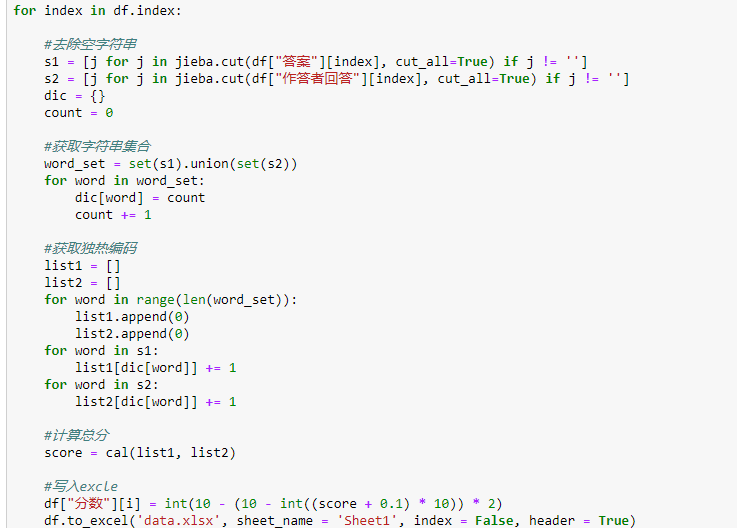 for index in df.index:
#去除空字符串
s1 = [j for j in jieba.cut(df["答案"][index], cut_all=True) if j != '']
s2 = [j for j in jieba.cut(df["作答者回答"][index], cut_all=True) if j != '']
dic = {}
count = 0
#获取字符串集合
word_set = set(s1).union(set(s2))
for word in word_set:
dic[word] = count
count += 1
#获取独热编码
list1 = []
list2 = []
for word in range(len(word_set)):
list1.append(0)
list2.append(0)
for word in s1:
list1[dic[word]] += 1
for word in s2:
list2[dic[word]] += 1
#计算总分
score = cal(list1, list2)
#写入excle
df["分数"][i] = int(10 - (10 - int((score + 0.1) * 10)) * 2)
df.to_excel('data.xlsx', sheet_name = 'Sheet1', index = False, header = True)